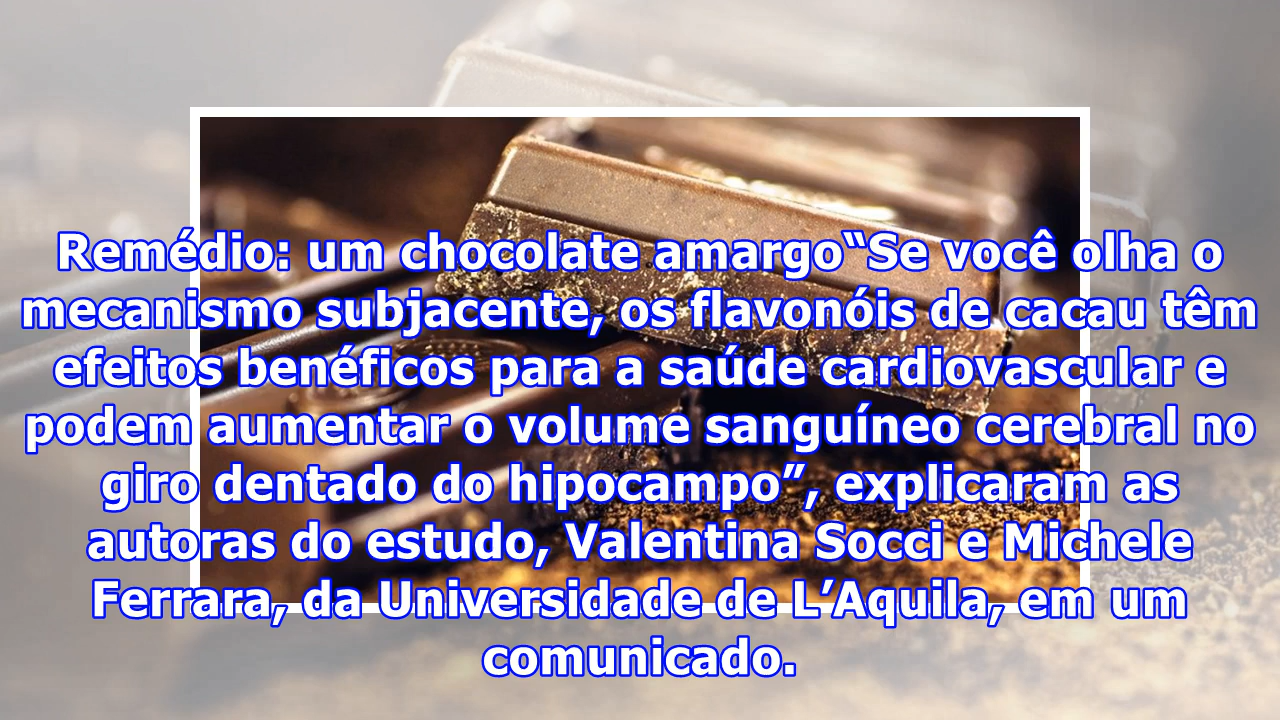 Remédio: um chocolate amargo“Se você olha o
mecanismo subjacente, os flavonóis de cacau têm
efeitos benéficos para a saúde cardiovascular e
podem aumentar o volume sanguíneo cerebral no
giro dentado do hipocampo”, explicaram as
autoras do estudo, Valentina Socci e Michele
Ferrara, da Universidade de L’Aquila, em um
comunicado.